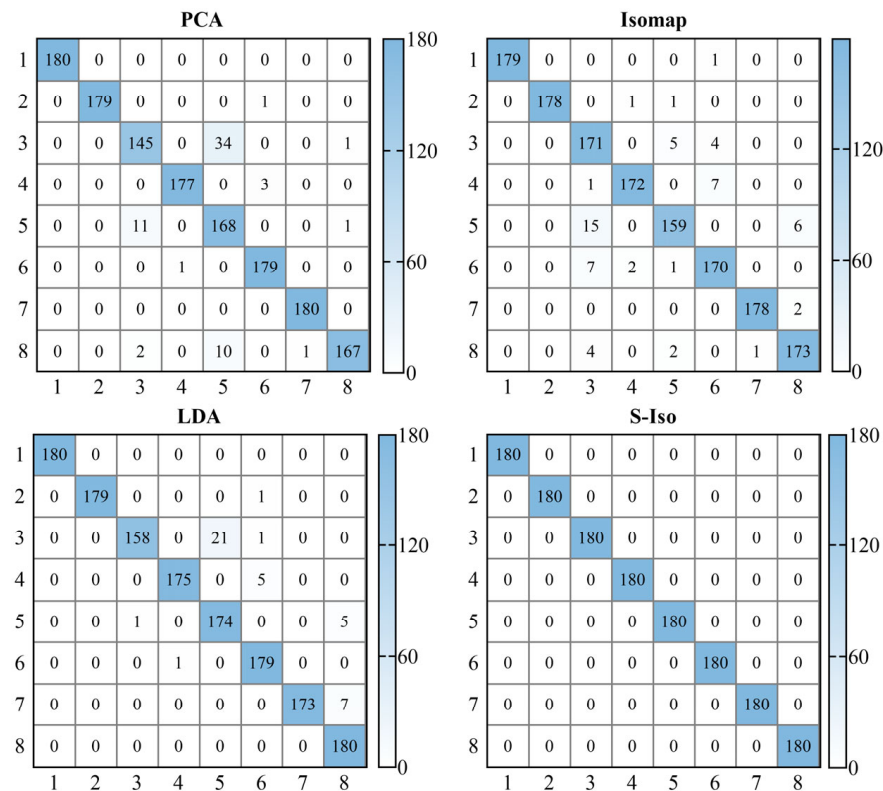 PCA
1 180 0 0 0 0 0 0 0
2 0 179 0 0 0 1 0 0
3 0 0 145 0 34 0 0 1
4 0 0 0 177 0 3 0 0
5 0 0 11 0 168 0 0 1
6 0 0 0 1 0 179 0 0
7 0 0 0 0 0 0 180 0
8 0 0 2 0 10 0 1 167
1 2 3 4 5 6 7 8
180
120
60
0
Isomap
1 179 0 0 0 0 1 0 0
2 0 178 0 1 1 0 0 0
3 0 0 171 0 5 4 0 0
4 0 0 1 172 0 7 0 0
5 0 0 15 0 159 0 0 6
6 0 0 7 2 1 170 0 0
7 0 0 0 0 0 0 178 2
8 0 0 4 0 2 0 1 173
1 2 3 4 5 6 7 8
120
60
0
LDA
1 180 0 0 0 0 0 0 0
2 0 179 0 0 0 1 0 0
3 0 0 158 0 21 1 0 0
4 0 0 0 175 0 5 0 0
5 0 0 1 0 174 0 0 5
6 0 0 0 1 0 179 0 0
7 0 0 0 0 0 0 173 7
8 0 0 0 0 0 0 0 180
1 2 3 4 5 6 7 8
180
120
60
0
S-Iso
1 180 0 0 0 0 0 0 0
2 0 180 0 0 0 0 0 0
3 0 0 180 0 0 0 0 0
4 0 0 0 180 0 0 0 0
5 0 0 0 0 180 0 0 0
6 0 0 0 0 0 180 0 0
7 0 0 0 0 0 0 180 0
8 0 0 0 0 0 0 0 180
1 2 3 4 5 6 7 8
180
120
60
0